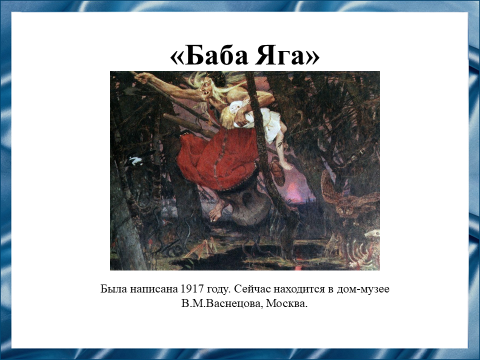 «Баба Яга»
Была написана 1917 году. Сейчас находится в дом-музее
В.М.Васнецова, Москва.